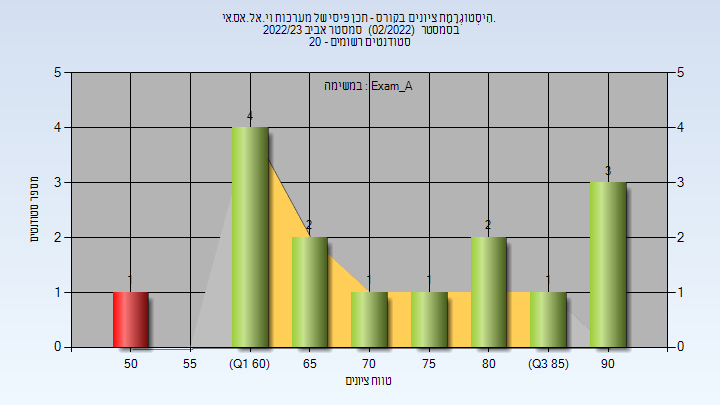 היסטוגרמת ציונים בקורס - תכן פיסי של מערכות וי.אל.אס.אי.
בסמסטר (02/2022) סמסטר אביב 2022/23
סטודנטים רשומים - 20
במשימה : Exam_A
5 5
4 4
3 3
2 2
1 1
0 0
1 4 2 1 1 2 1 3
מספר סטודנטים
50 55 (Q1 60) 65 70 75 80 (Q3 85) 90
טווח ציונים